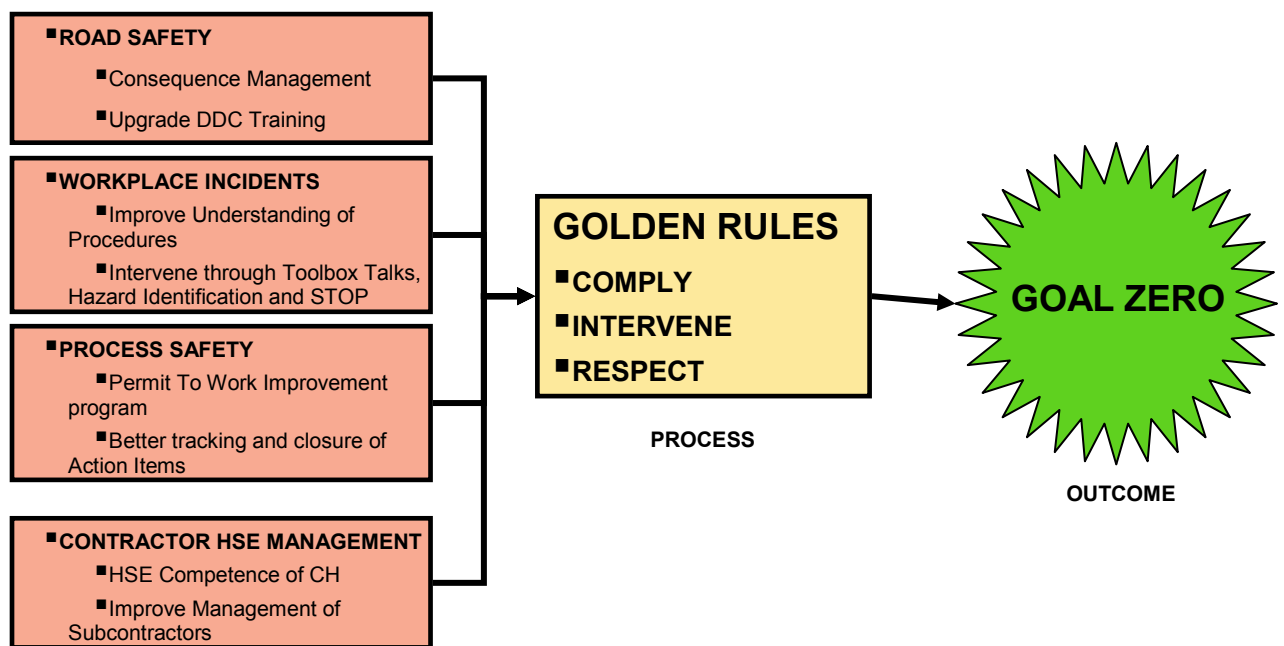 ▪ROAD SAFETY
▪Consequence Management
▪Upgrade DDC Training
▪WORKPLACE INCIDENTS
▪Improve Understanding of
Procedures
▪Intervene through Toolbox Talks,
Hazard Identification and STOP
▪PROCESS SAFETY
▪Permit To Work Improvement
program
▪Better tracking and closure of
Action Items
▪CONTRACTOR HSE MANAGEMENT
▪HSE Competence of CH
▪Improve Management of
Subcontractors
GOLDEN RULES
▪COMPLY
▪INTERVENE
▪RESPECT
PROCESS
GOAL ZERO
OUTCOME